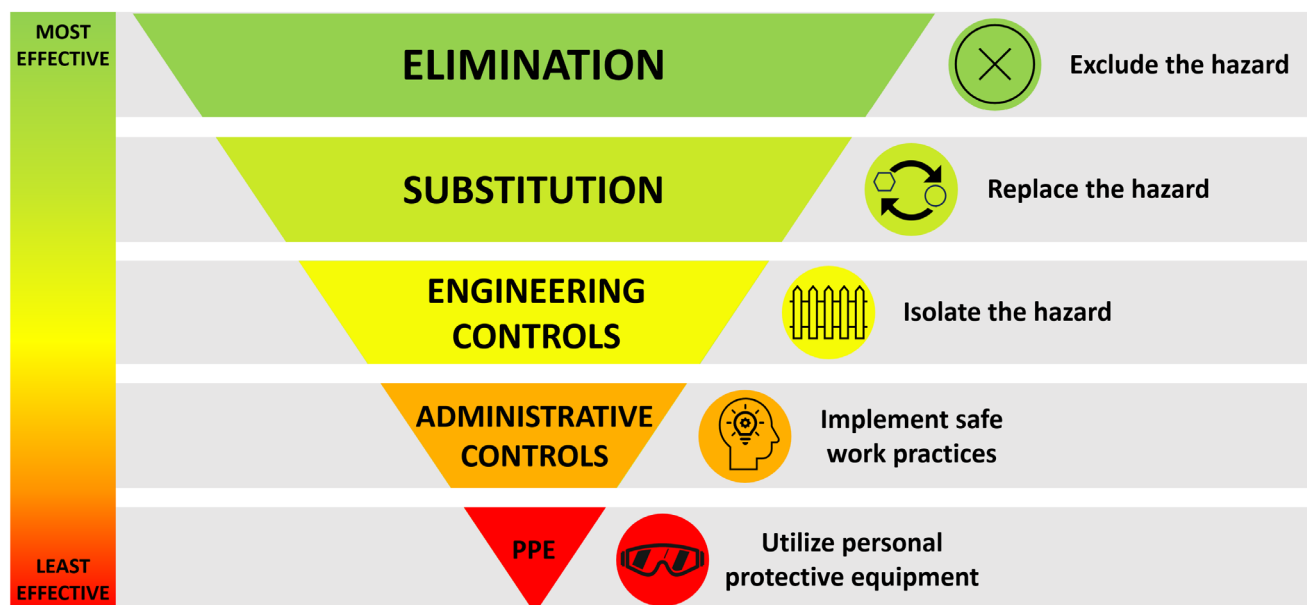 MOST
EFFECTIVE
ELIMINATION
Exclude the hazard
SUBSTITUTION
Replace the hazard
ENGINEERING
CONTROLS
Isolate the hazard
ADMINISTRATIVE
CONTROLS
Implement safe
work practices
PPE
Utilize personal
protective equipment
LEAST
EFFECTIVE